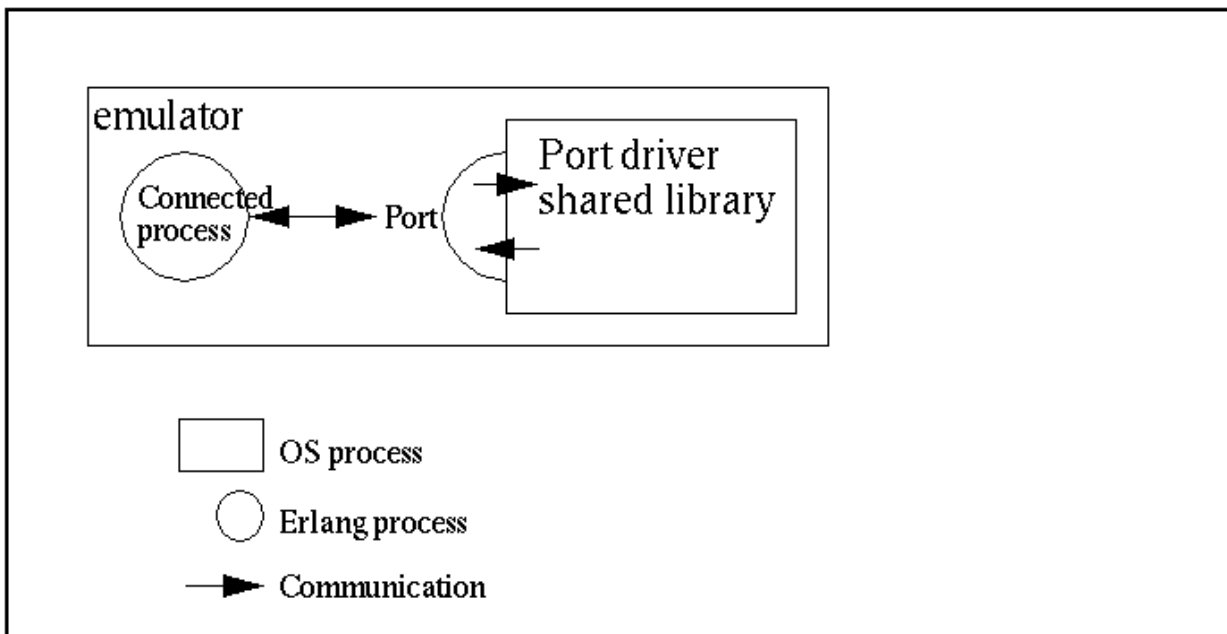 emulator
Connected
process
Port
Port driver
shared library
OS process
Erlang process
Communication